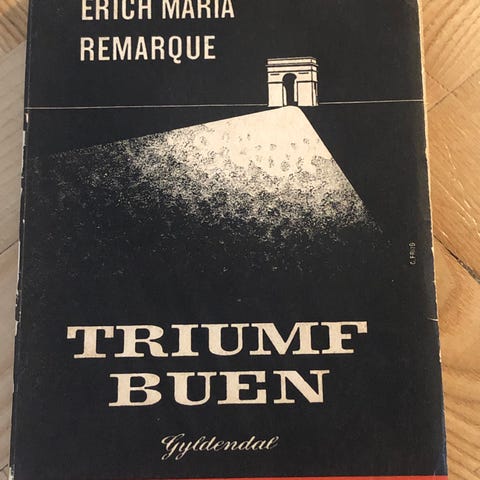 ERICH MARIA
REMARQUE
TRIUMF
BUEN
Gyldendal